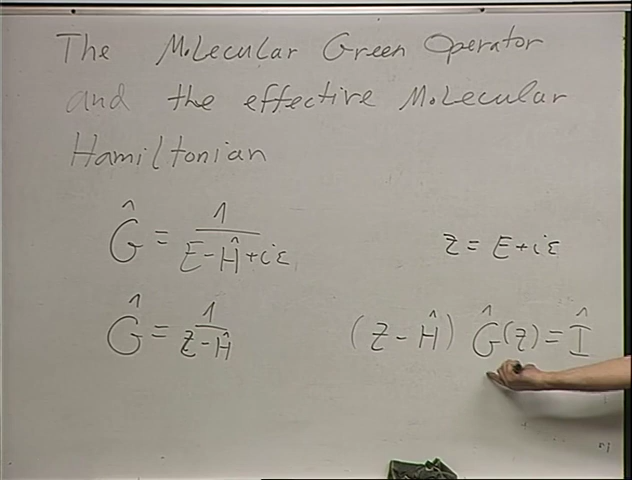 The Molecular Green Operator
and the effective Molecular
Hamiltonian
Ĝ = 1/(E - Ĥ + iε)
z = E + iε
Ĝ = 1/(z - Ĥ)
(z - Ĥ) Ĝ(z) = Î